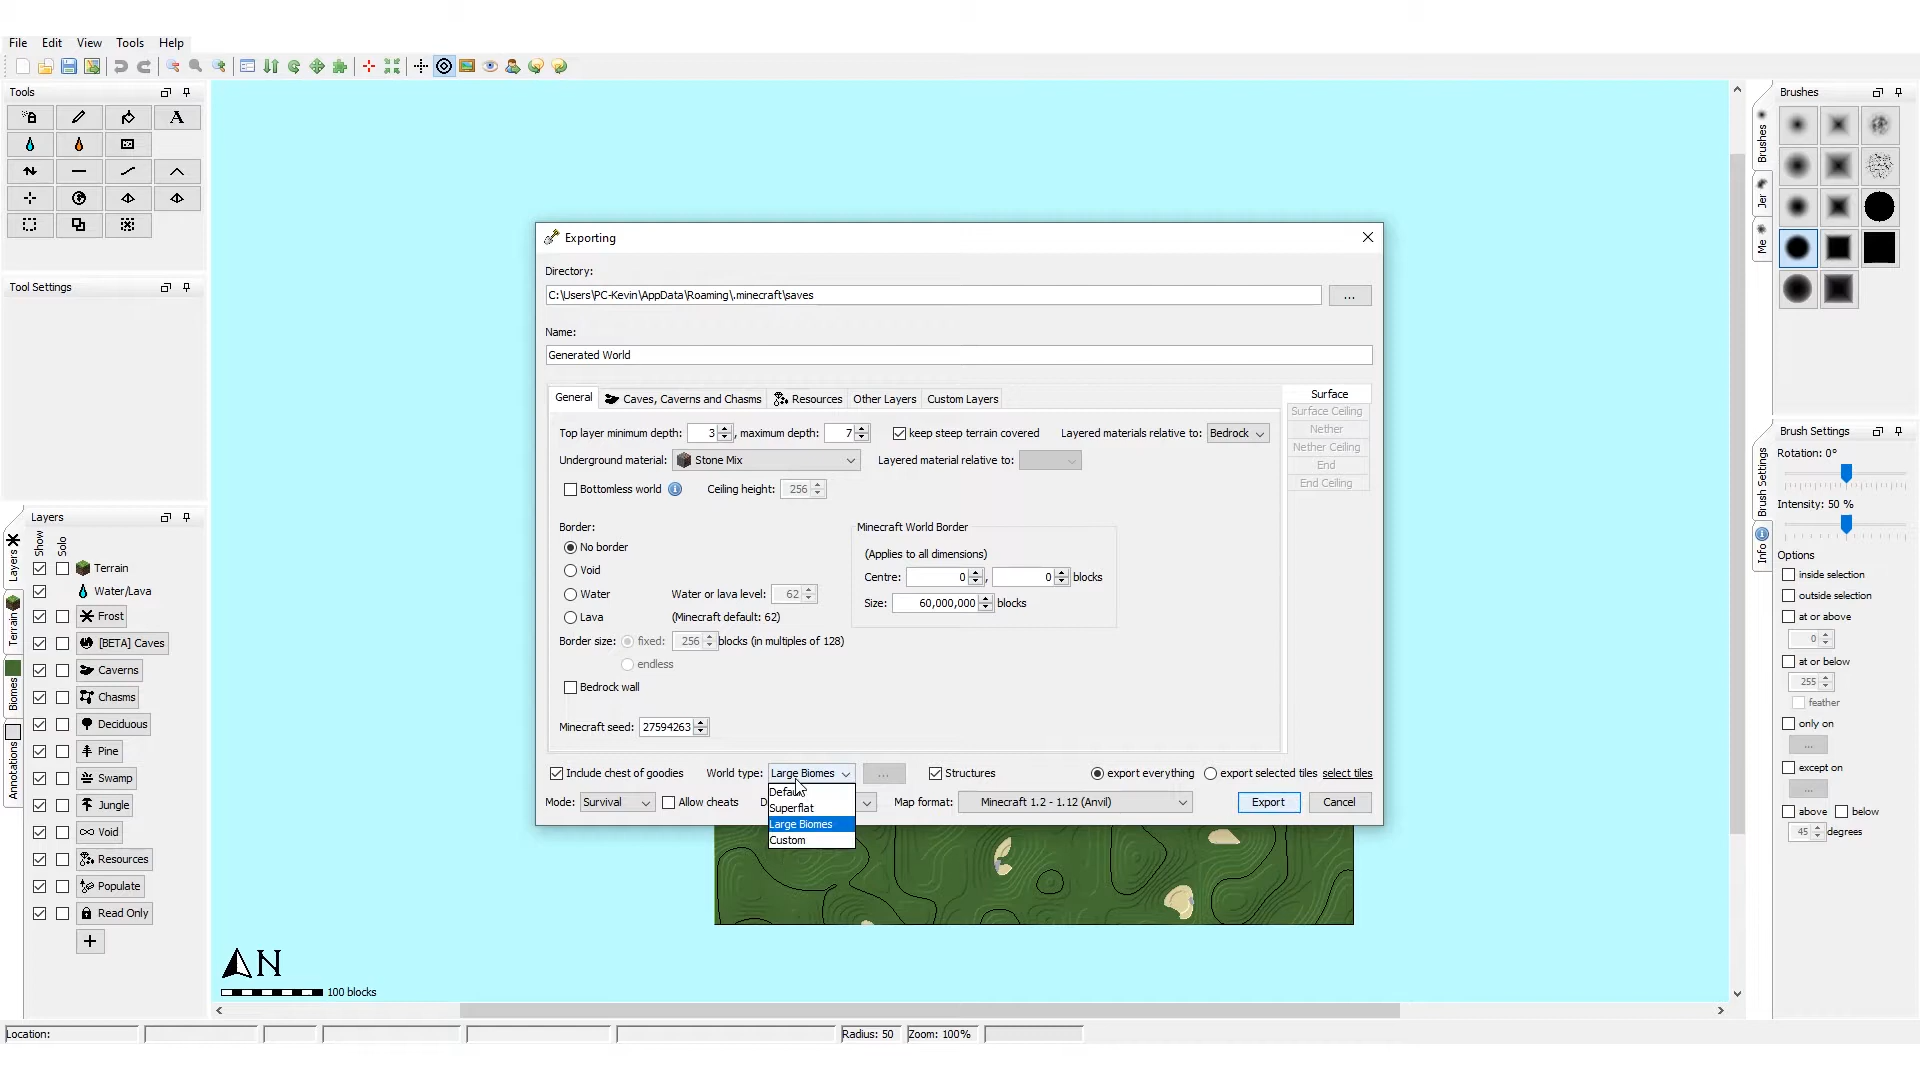 File Edit View Tools Help
Tools
Brushes
A
Brushes
Jer
Me
Tool Settings
Exporting
Directory:
C:\Users\PC-Kevin\AppData\Roaming\.minecraft\saves ...
Name:
Generated World
General Caves, Caverns and Chasms Resources Other Layers Custom Layers
Surface
Surface Ceiling
Nether
Nether Ceiling
End
End Ceiling
Top layer minimum depth: 3 , maximum depth: 7 keep steep terrain covered Layered materials relative to: Bedrock
Underground material: Stone Mix Layered material relative to:
Bottomless world Ceiling height: 256
Border:
No border
Void
Water Water or lava level: 62
Lava (Minecraft default: 62)
Border size: fixed: 256 blocks (in multiples of 128)
endless
Bedrock wall
Minecraft seed: 27594263
Minecraft World Border
(Applies to all dimensions)
Centre: 0 , 0 blocks
Size: 60,000,000 blocks
Include chest of goodies World type: Large Biomes ... Structures export everything export selected tiles select tiles
Default
Superflat
Large Biomes
Custom
Mode: Survival Allow cheats D Map format: Minecraft 1.2 - 1.12 (Anvil) Export Cancel
Layers
Layers
Terrain
Biomes
Annotations
Show
Solo
Terrain
Water/Lava
Frost
[BETA] Caves
Caverns
Chasms
Deciduous
Pine
Swamp
Jungle
Void
Resources
Populate
Read Only
+
Brush Settings
Brush Settings
Info
Rotation: 0°
Intensity: 50 %
Options
inside selection
outside selection
at or above
0
at or below
255
feather
only on
...
except on
...
above below
45 degrees
N
100 blocks
Location: Radius: 50 Zoom: 100%